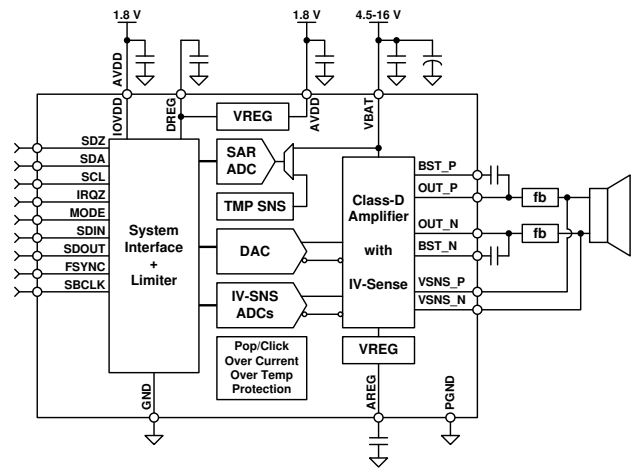 1.8 V
1.8 V
4.5-16 V
AVDD
IOVDD
DREG
VREG
AVDD
VBAT
SDZ
SDA
SCL
IRQZ
MODE
SDIN
SDOUT
FSYNC
SBCLK
System
Interface
+
Limiter
SAR
ADC
TMP SNS
DAC
IV-SNS
ADCs
Pop/Click
Over Current
Over Temp
Protection
Class-D
Amplifier
with
IV-Sense
VREG
BST_P
OUT_P
OUT_N
BST_N
VSNS_P
VSNS_N
fb
fb
GND
AREG
PGND